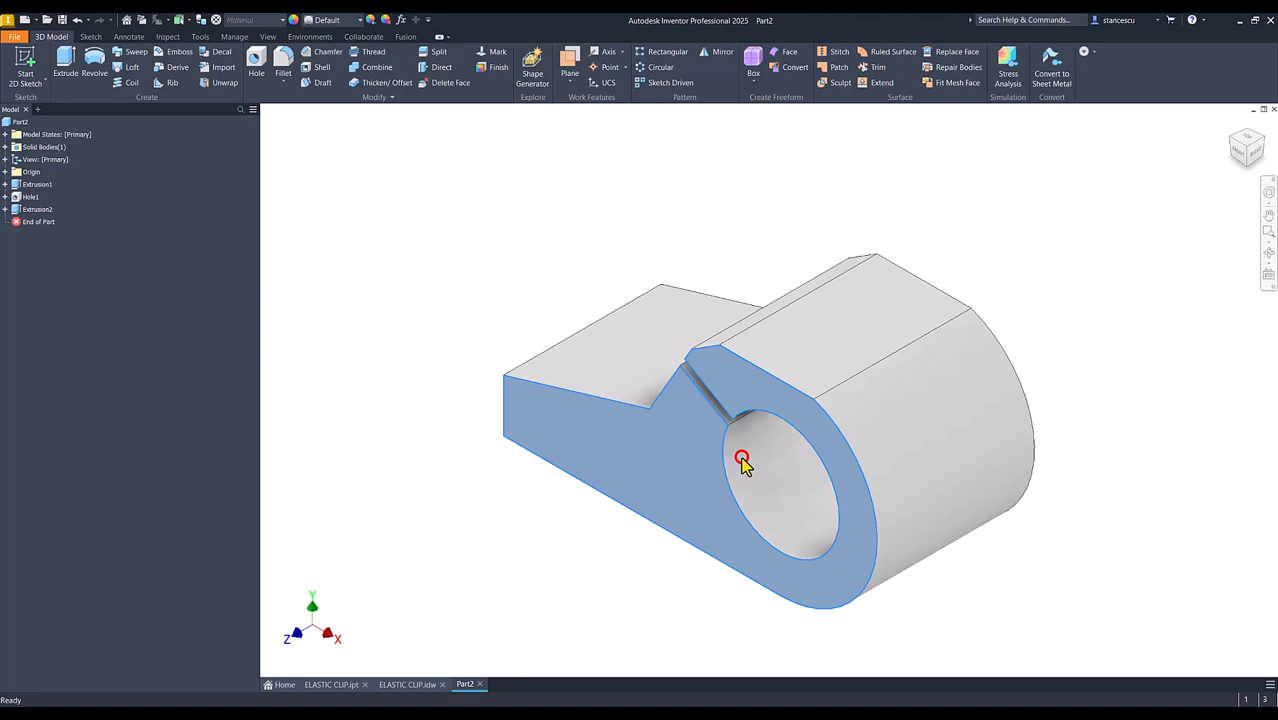 Material
Default
fx
Autodesk Inventor Professional 2025 Part2
Search Help & Commands...
stancescu
File
3D Model
Sketch
Annotate
Inspect
Tools
Manage
View
Environments
Collaborate
Fusion
Start
2D Sketch
Extrude
Revolve
Sweep
Loft
Coil
Emboss
Derive
Rib
Decal
Import
Unwrap
Hole
Fillet
Chamfer
Shell
Draft
Thread
Combine
Thicken/ Offset
Split
Direct
Delete Face
Mark
Finish
Shape
Generator
Plane
Axis
Point
UCS
Rectangular
Circular
Sketch Driven
Mirror
Box
Face
Convert
Stitch
Patch
Sculpt
Ruled Surface
Trim
Extend
Replace Face
Repair Bodies
Fit Mesh Face
Stress
Analysis
Convert to
Sheet Metal
Sketch
Create
Modify
Explore
Work Features
Pattern
Create Freeform
Surface
Simulation
Convert
Model
Part2
Model States: [Primary]
Solid Bodies(1)
View: [Primary]
Origin
Extrusion1
Hole1
Extrusion2
End of Part
TOP
FRONT
RIGHT
Y
Z
X
Home
ELASTIC CLIP.ipt
ELASTIC CLIP.idw
Part2
Ready
1
3